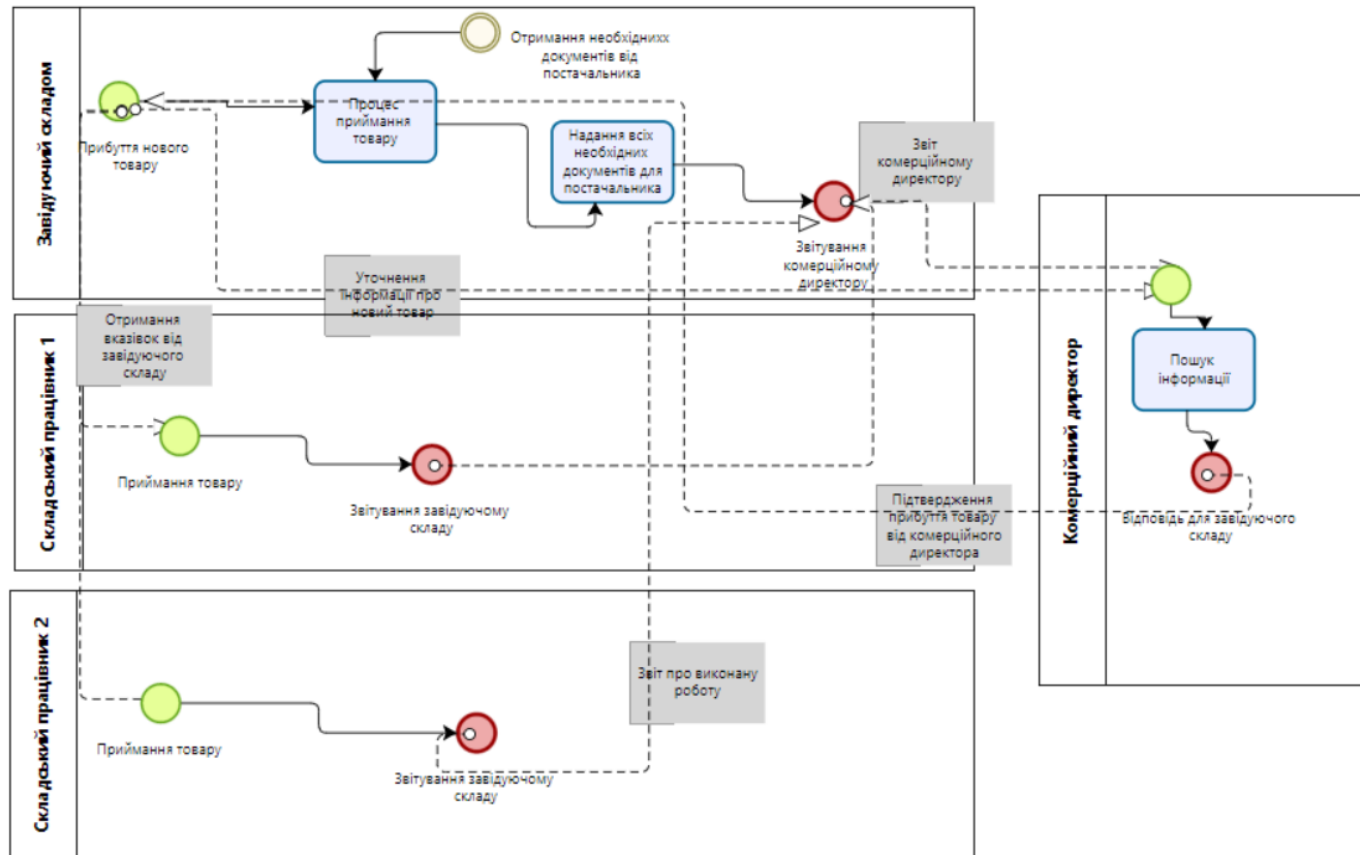 Завідуючий складом
Прибуття нового
товару
Процес
приймання
товару
Отримання необхіднихх
документів від
постачальника
Надання всіх
необхідних
документів для
постачальника
Звіт
комерційному
директору
Звітування
комерційному
директору
Уточнення
інформації про
новий товар
Складський працівник 1
Отримання
вказівок від
завідуючого
складу
Приймання товару
Звітування завідуючому
складу
Підтвердження
прибуття товару
від комерційного
директора
Комерційний директор
Пошук
інформації
Відповідь для завідуючого
складу
Складський працівник 2
Приймання товару
Звітування завідуючому
складу
Звіт про виконану
роботу